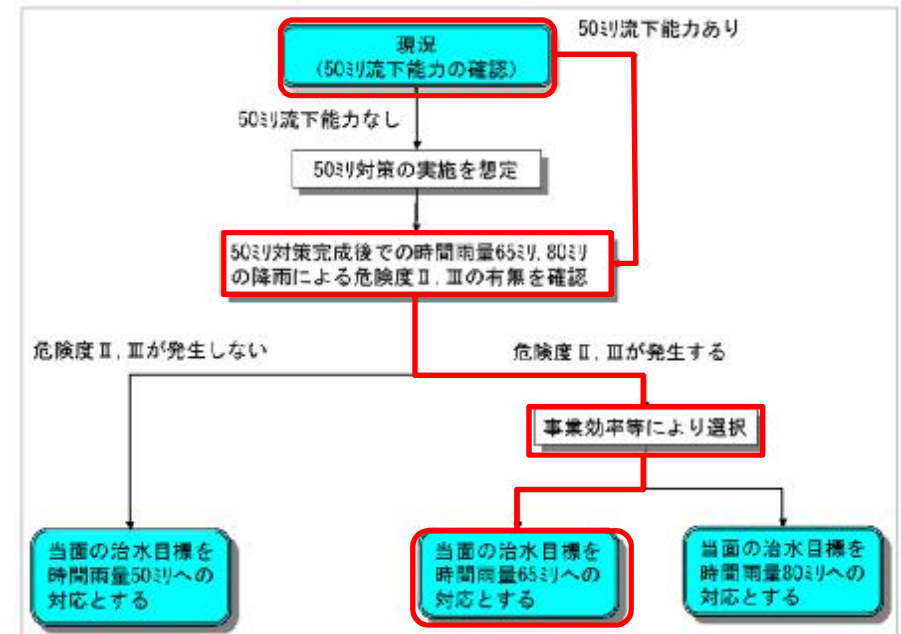 50ミリ流下能力あり
現況
(50ミリ流下能力の確認)
50ミリ流下能力なし
50ミリ対策の実施を想定
50ミリ対策完成後での時間雨量65ミリ,80ミリ
の降雨による危険度Ⅱ,Ⅲの有無を確認
危険度Ⅱ,Ⅲが発生しない
危険度Ⅱ,Ⅲが発生する
事業効率等により選択
当面の治水目標を
時間雨量50ミリへの
対応とする
当面の治水目標を
時間雨量65ミリへの
対応とする
当面の治水目標を
時間雨量80ミリへの
対応とする